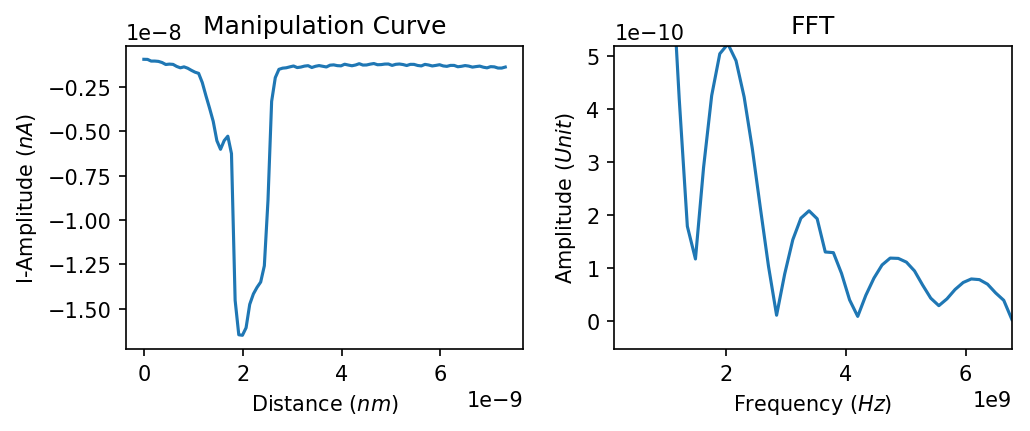 Manipulation Curve
1e−8
−0.25
−0.50
−0.75
−1.00
−1.25
−1.50
I-Amplitude (nA)
0
2
4
6
1e−9
Distance (nm)
FFT
1e−10
5
4
3
2
1
0
Amplitude (Unit)
2
4
6
1e9
Frequency (Hz)